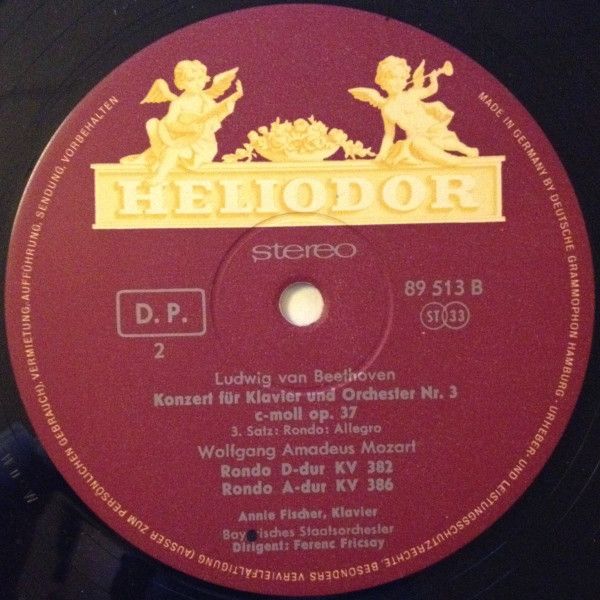 HELIODOR
stereo
D. P.
2
89 513 B
ST 33
Ludwig van Beethoven
Konzert für Klavier und Orchester Nr. 3
c-moll op. 37
3. Satz: Rondo: Allegro
Wolfgang Amadeus Mozart
Rondo D-dur KV 382
Rondo A-dur KV 386
Annie Fischer, Klavier
Bayerisches Staatsorchester
Dirigent: Ferenc Fricsay
MADE IN GERMANY BY DEUTSCHE GRAMMOPHON HAMBURG · URHEBER- UND LEISTUNGSSCHUTZRECHTE, BESONDERS VERVIELFÄLTIGUNG (AUSSER ZUM PERSÖNLICHEN GEBRAUCH), VERMIETUNG, AUFFÜHRUNG, SENDUNG, VORBEHALTEN